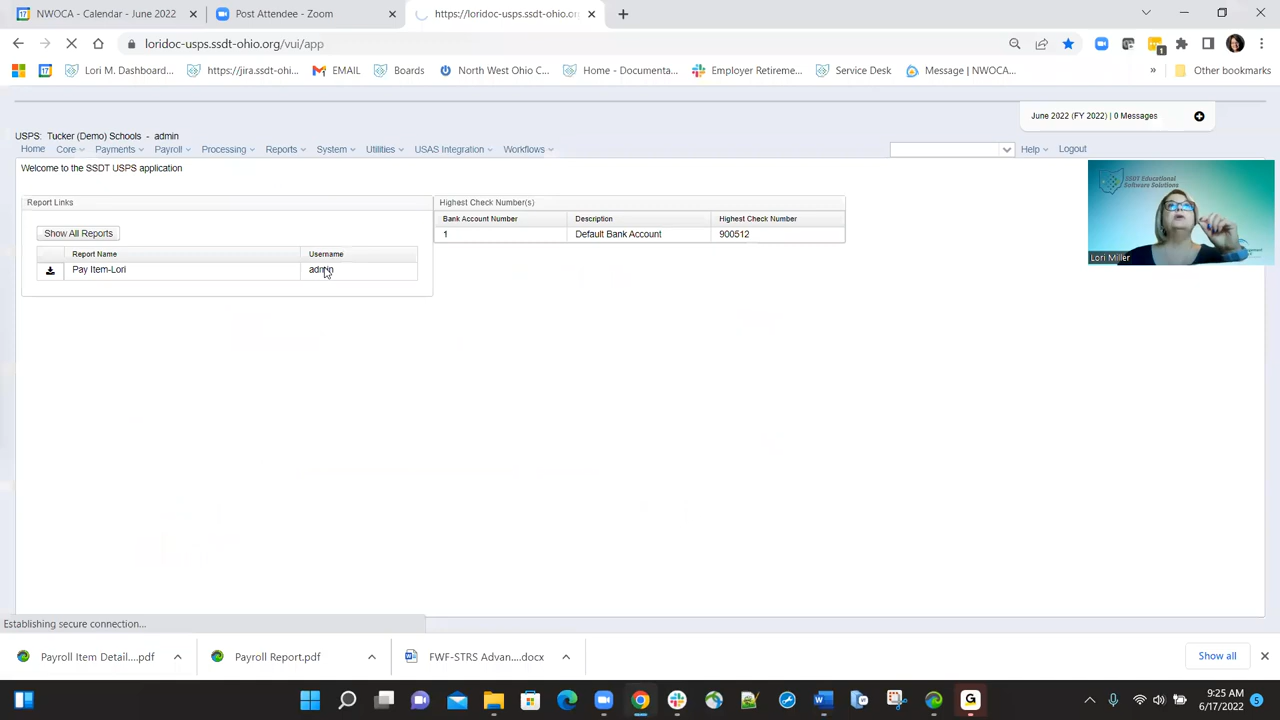 NWOCA - Calendar - June 2022
Post Attendee - Zoom
https://loridoc-usps.ssdt-ohio.or
loridoc-usps.ssdt-ohio.org/vui/app
1
Lori M. Dashboard...
https://jira.ssdt-ohi...
EMAIL
Boards
North West Ohio C...
Home - Documenta...
Employer Retireme...
Service Desk
Message | NWOCA...
»
Other bookmarks
June 2022 (FY 2022) | 0 Messages
USPS: Tucker (Demo) Schools - admin
Home Core Payments Payroll Processing Reports System Utilities USAS Integration Workflows Help Logout
Welcome to the SSDT USPS application
SSDT Educational
Software Solutions
Lori Miller
Report Links
Show All Reports
Report Name Username
Pay Item-Lori admin
Highest Check Number(s)
Bank Account Number Description Highest Check Number
1 Default Bank Account 900512
Establishing secure connection...
Payroll Item Detail....pdf
Payroll Report.pdf
FWF-STRS Advan....docx
Show all
9:25 AM
6/17/2022
5